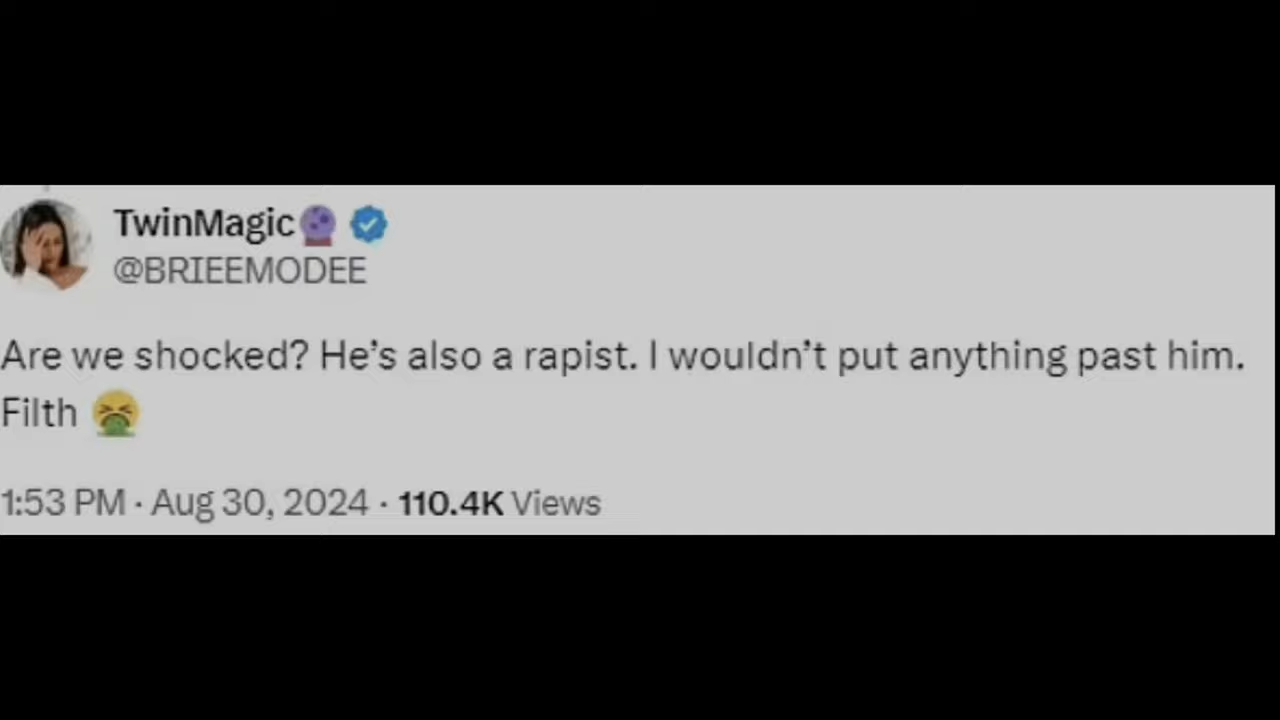 TwinMagic🔮
@BRIEEMODEE
Are we shocked? He's also a rapist. I wouldn't put anything past him.
Filth 🤮
1:53 PM · Aug 30, 2024 · 110.4K Views